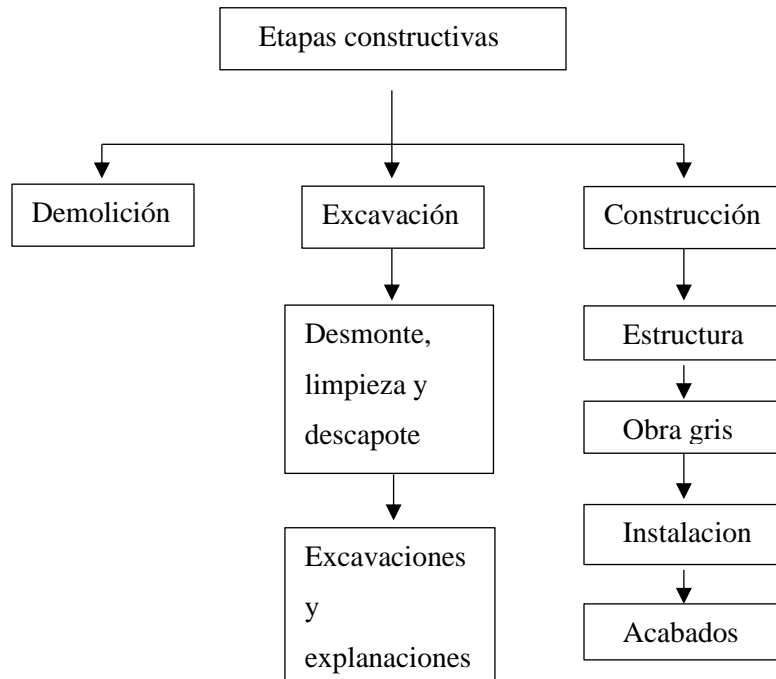 Etapas constructivas
Demolición
Excavación
Construcción
Desmonte,
limpieza y
descapote
Excavaciones
y
explanaciones
Estructura
Obra gris
Instalacion
Acabados